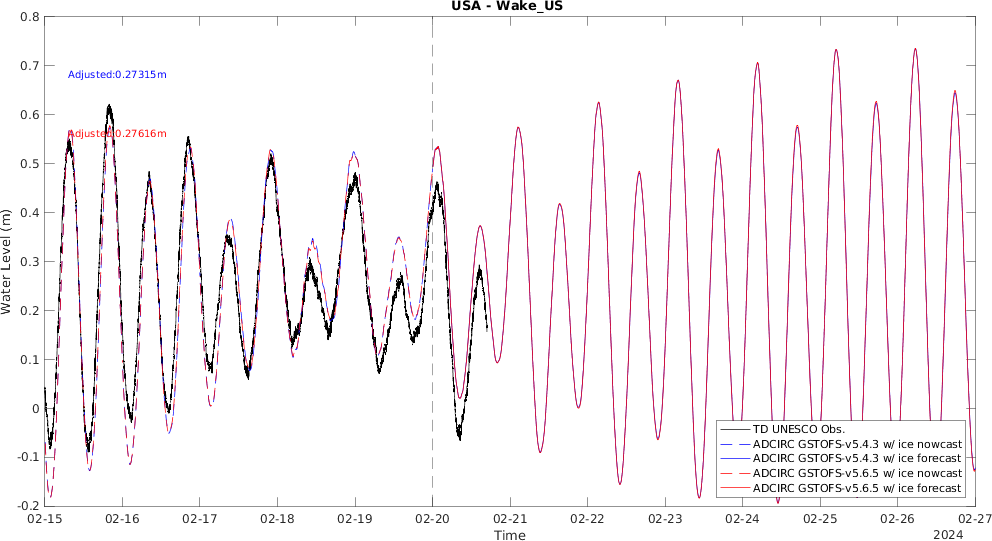 USA - Wake_US
0.8
0.7
0.6
0.5
0.4
0.3
0.2
0.1
0
-0.1
-0.2
Water Level (m)
Adjusted:0.27315m
Adjusted:0.27616m
TD UNESCO Obs.
ADCIRC GSTOFS-v5.4.3 w/ ice nowcast
ADCIRC GSTOFS-v5.4.3 w/ ice forecast
ADCIRC GSTOFS-v5.6.5 w/ ice nowcast
ADCIRC GSTOFS-v5.6.5 w/ ice forecast
02-15 02-16 02-17 02-18 02-19 02-20 02-21 02-22 02-23 02-24 02-25 02-26 02-27
Time
2024